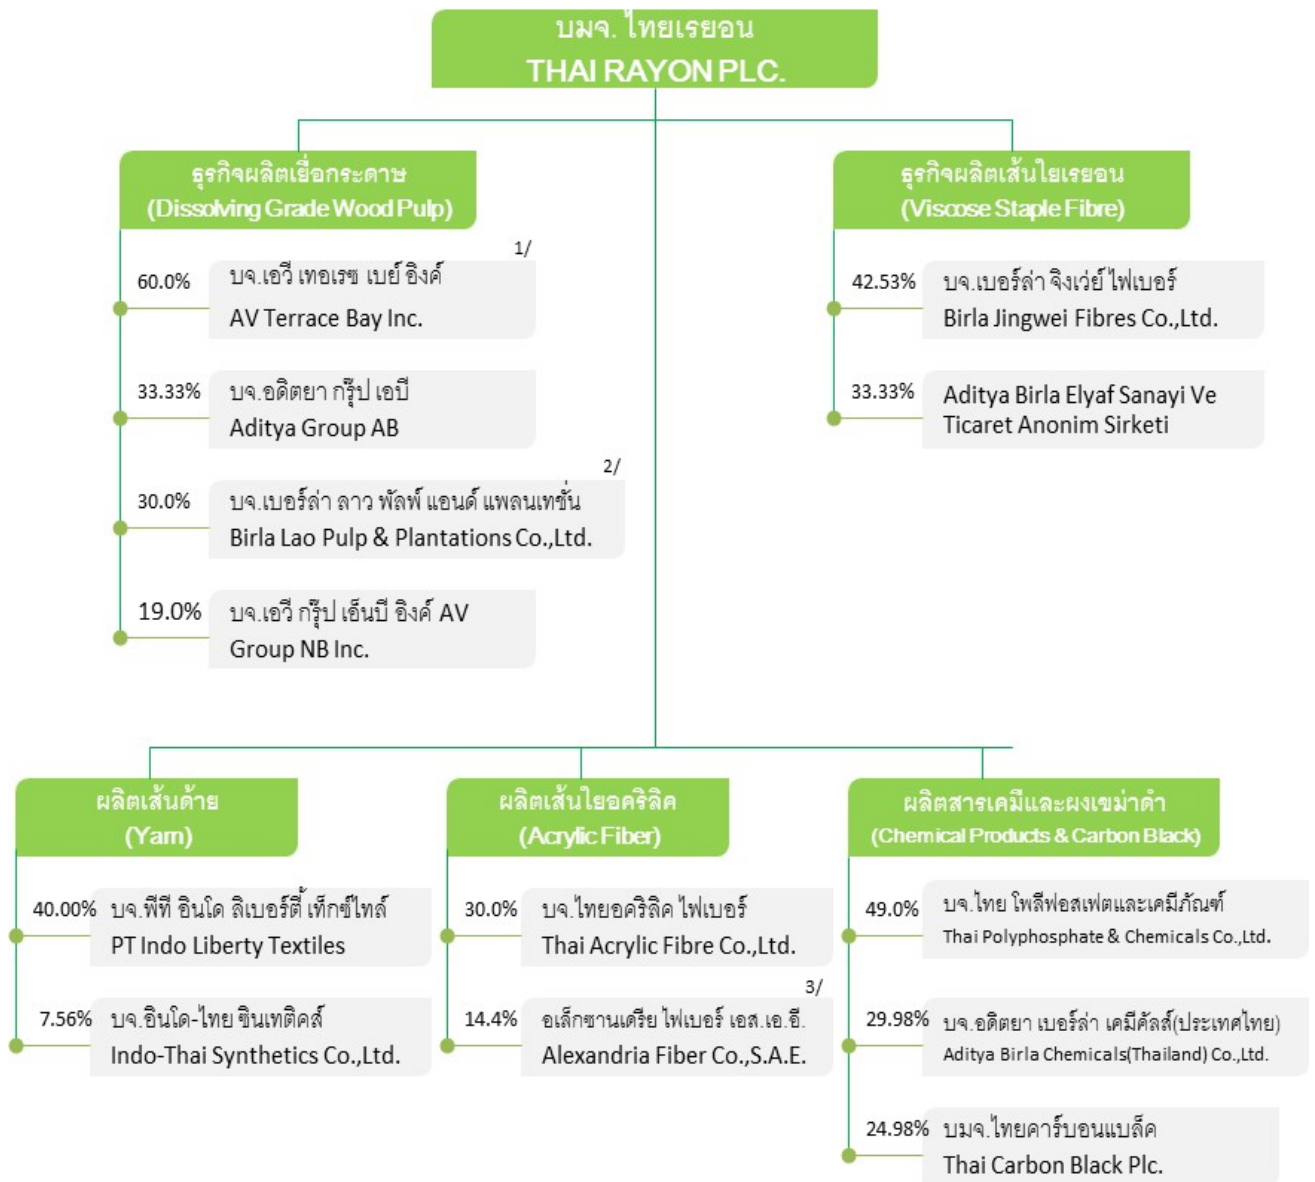 บมจ. ไทยเรยอน
THAI RAYON PLC.
ธุรกิจผลิตเยื่อกระดาษ
(Dissolving Grade Wood Pulp)
1/
60.0%
บจ.เอวี เทอเรซ เบย์ อิงค์
AV Terrace Bay Inc.
33.33%
บจ.อดิตยา กรุ๊ป เอบี
Aditya Group AB
2/
30.0%
บจ.เบอร์ล่า ลาว พัลพ์ แอนด์ แพลนเทชั่น
Birla Lao Pulp & Plantations Co.,Ltd.
19.0%
บจ.เอวี กรุ๊ป เอ็นบี อิงค์ AV
Group NB Inc.
ธุรกิจผลิตเส้นใยเรยอน
(Viscose Staple Fibre)
42.53%
บจ.เบอร์ล่า จิงเว่ย์ ไฟเบอร์
Birla Jingwei Fibres Co.,Ltd.
33.33%
Aditya Birla Elyaf Sanayi Ve
Ticaret Anonim Sirketi
ผลิตเส้นด้าย
(Yarn)
40.00%
บจ.พีที อินโด ลิเบอร์ตี้ เท็กซ์ไทล์
PT Indo Liberty Textiles
7.56%
บจ.อินโด-ไทย ซินเทติคส์
Indo-Thai Synthetics Co.,Ltd.
ผลิตเส้นใยอคริลิค
(Acrylic Fiber)
30.0%
บจ.ไทยอคริลิค ไฟเบอร์
Thai Acrylic Fibre Co.,Ltd.
3/
14.4%
อเล็กซานเดรีย ไฟเบอร์ เอส.เอ.อี.
Alexandria Fiber Co.,S.A.E.
ผลิตสารเคมีและผงเขม่าดำ
(Chemical Products & Carbon Black)
49.0%
บจ.ไทย โพลีฟอสเฟตและเคมีภัณฑ์
Thai Polyphosphate & Chemicals Co.,Ltd.
29.98%
บจ.อดิตยา เบอร์ล่า เคมีคัลส์(ประเทศไทย)
Aditya Birla Chemicals(Thailand) Co.,Ltd.
24.98%
บมจ.ไทยคาร์บอนแบล็ค
Thai Carbon Black Plc.